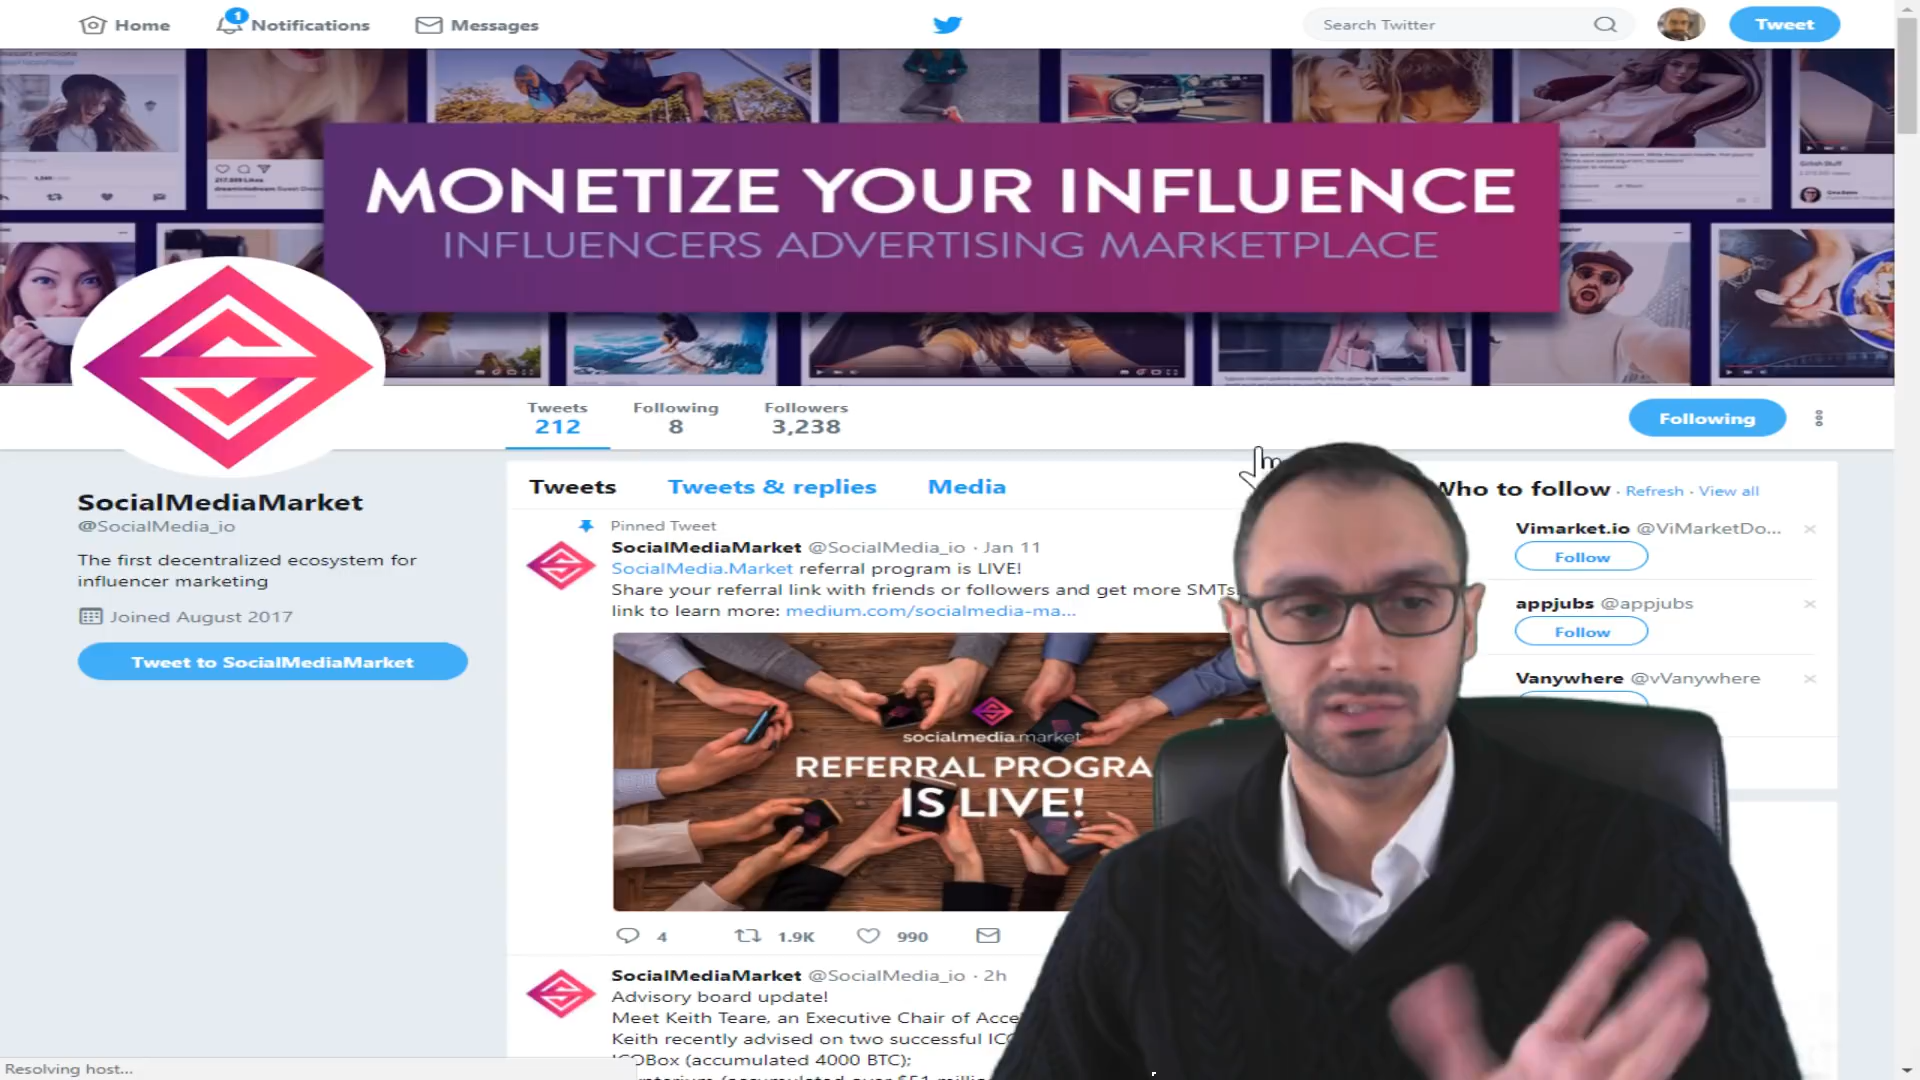 Home
1
Notifications
Messages
Search Twitter
Tweet
MONETIZE YOUR INFLUENCE
INFLUENCERS ADVERTISING MARKETPLACE
Tweets
212
Following
8
Followers
3,238
Following
SocialMediaMarket
@SocialMedia_io
The first decentralized ecosystem for
influencer marketing
Joined August 2017
Tweet to SocialMediaMarket
Tweets
Tweets & replies
Media
Pinned Tweet
SocialMediaMarket @SocialMedia_io · Jan 11
SocialMedia.Market referral program is LIVE!
Share your referral link with friends or followers and get more SMTs
link to learn more: medium.com/socialmedia-ma...
socialmedia.market
REFERRAL PROGRA
IS LIVE!
4
1.9K
990
SocialMediaMarket @SocialMedia_io · 2h
Advisory board update!
Meet Keith Teare, an Executive Chair of Acce
Keith recently advised on two successful ICO
ICOBox (accumulated 4000 BTC);
Who to follow · Refresh · View all
Vimarket.io @ViMarketDo...
Follow
appjubs @appjubs
Follow
Vanywhere @vVanywhere
Resolving host...